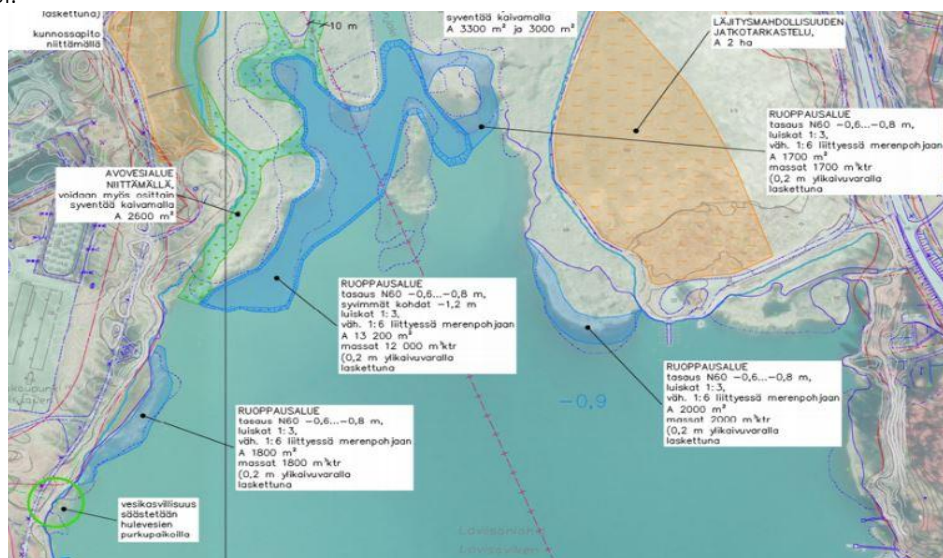 laskettuna)
kunnossapito
niittämällä
10 m
syventää kaivamalla
A 3300 m² ja 3000 m²
LÄJITYSMAHDOLLISUUDEN
JATKOTARKASTELU,
A 2 ha
RUOPPAUSALUE
tasaus N60 -0,6...-0,8 m,
luiskat 1:3,
väh. 1:6 liittyessä merenpohjaan
A 1700 m²
massat 1700 m³ktr
(0,2 m ylikaivuvaralla
laskettuna
AVOVESIALUE
NIITTÄMÄLLÄ,
voidaan myös osittain
syventää kaivamalla
A 2600 m²
RUOPPAUSALUE
tasaus N60 -0,6...-0,8 m,
syvimmät kohdat -1,2 m
luiskat 1:3,
väh. 1:6 liittyessä merenpohjaan
A 13 200 m²
massat 12 000 m³ktr
(0,2 m ylikaivuvaralla
laskettuna
RUOPPAUSALUE
tasaus N60 -0,6...-0,8 m,
luiskat 1:3,
väh. 1:6 liittyessä merenpohjaan
A 2000 m²
massat 2000 m³ktr
(0,2 m ylikaivuvaralla
laskettuna
-0,9
RUOPPAUSALUE
tasaus N60 -0,6...-0,8 m,
luiskat 1:3,
väh. 1:6 liittyessä merenpohjaan
A 1800 m²
massat 1800 m³ktr
(0,2 m ylikaivuvaralla
laskettuna
vesikasvillisuus
säästetään
hulevesien
purkupaikoilla